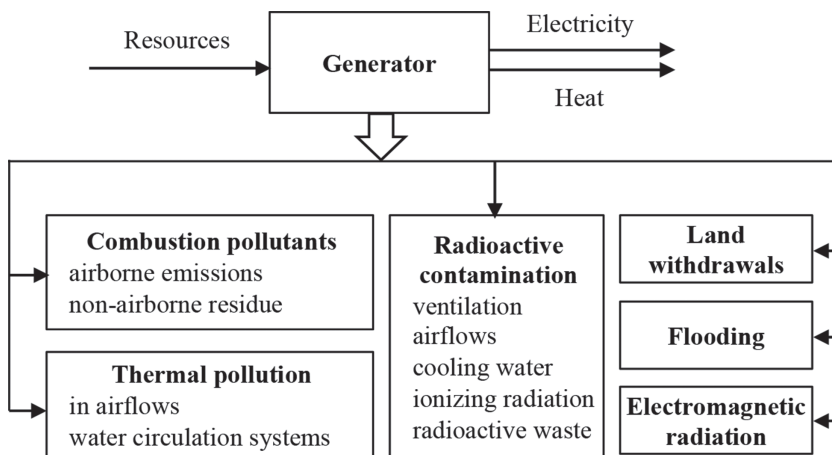 Resources
Generator
Electricity
Heat
Combustion pollutants
airborne emissions
non-airborne residue
Thermal pollution
in airflows
water circulation systems
Radioactive
contamination
ventilation
airflows
cooling water
ionizing radiation
radioactive waste
Land
withdrawals
Flooding
Electromagnetic
radiation